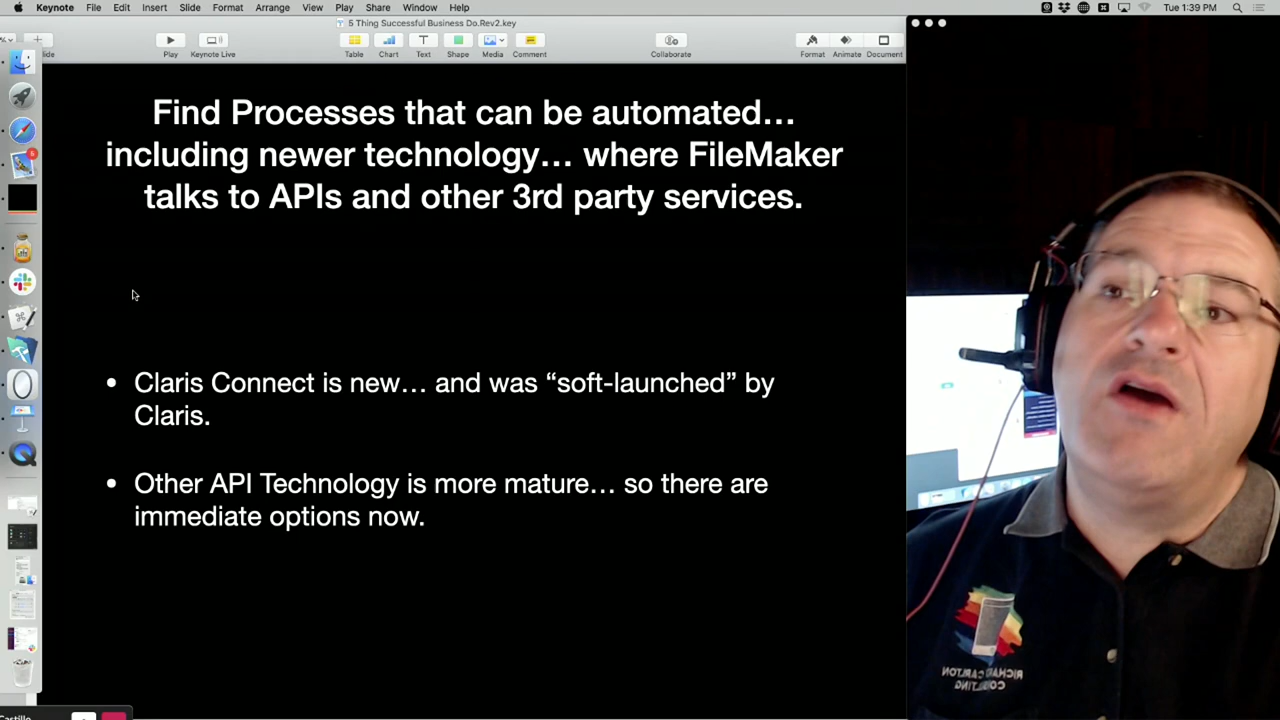 Keynote File Edit Insert Slide Format Arrange View Play Share Window Help Tue 1:39 PM
5 Thing Successful Business Do.Rev2.key
Play Keynote Live Table Chart Text Shape Media Comment Collaborate Format Animate Document
Find Processes that can be automated…
including newer technology… where FileMaker
talks to APIs and other 3rd party services.
• Claris Connect is new… and was “soft-launched” by
Claris.
• Other API Technology is more mature… so there are
immediate options now.
RICHARD CARLTON
CONSULTING
Castillo